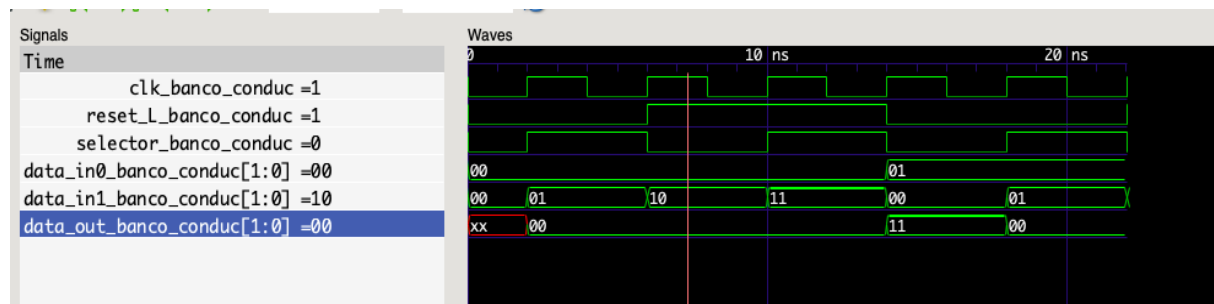 Signals Waves
Time 0 10 ns 20 ns
clk_banco_conduc =1
reset_L_banco_conduc =1
selector_banco_conduc =0
data_in0_banco_conduc[1:0] =00 00 01
data_in1_banco_conduc[1:0] =10 00 01 10 11 00 01
data_out_banco_conduc[1:0] =00 xx 00 11 00